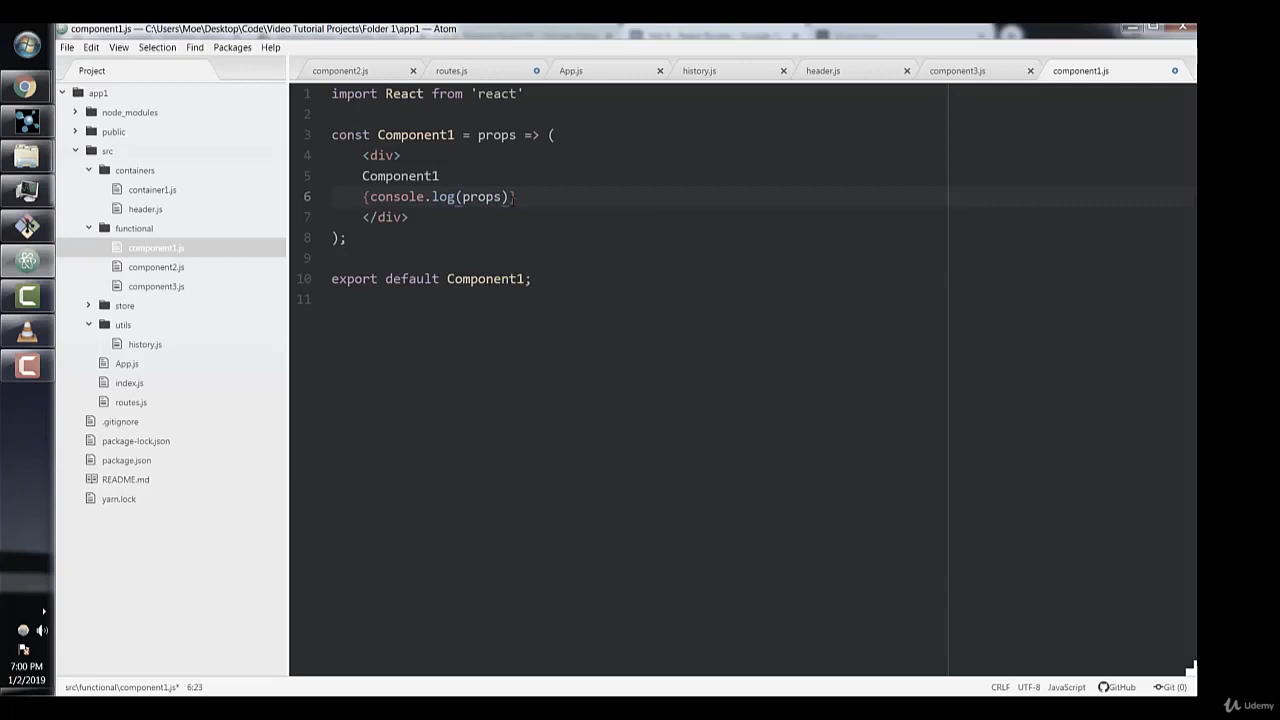 component1.js — C:\Users\Moe\Desktop\Code\Video Tutorial Projects\Folder 1\app1 — Atom
File Edit View Selection Find Packages Help
Project
component2.js routes.js App.js history.js header.js component3.js component1.js
app1
node_modules
public
src
containers
container1.js
header.js
functional
component1.js
component2.js
component3.js
store
utils
history.js
App.js
index.js
routes.js
.gitignore
package-lock.json
package.json
README.md
yarn.lock
1 import React from 'react'
2
3 const Component1 = props => (
4 <div>
5 Component1
6 {console.log(props)}
7 </div>
8 );
9
10 export default Component1;
11
7:00 PM
1/2/2019
src\functional\component1.js* 6:23
CRLF UTF-8 JavaScript GitHub Git (0)
Udemy